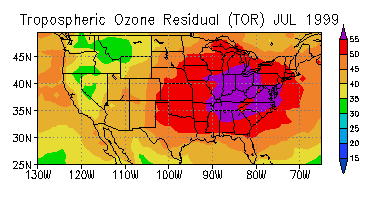 Tropospheric Ozone Residual (TOR) JUL 1999
45N
40N
35N
30N
25N
130W 120W 110W 100W 90W 80W 70W
55
50
45
40
35
30
25
20
15